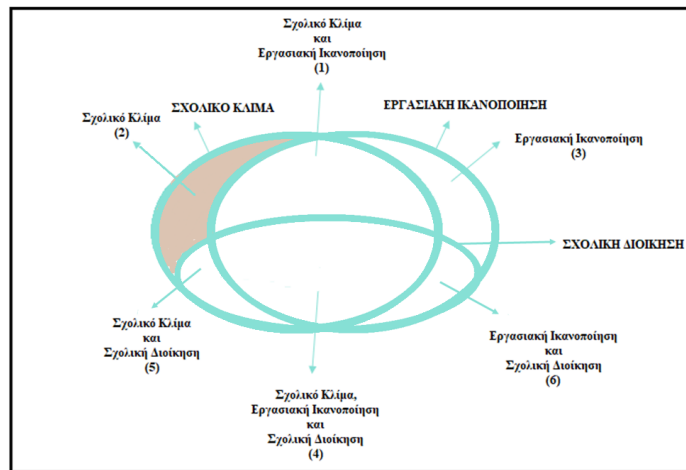 Σχολικό Κλίμα
και
Εργασιακή Ικανοποίηση
(1)
ΣΧΟΛΙΚΟ ΚΛΙΜΑ
ΕΡΓΑΣΙΑΚΗ ΙΚΑΝΟΠΟΙΗΣΗ
Σχολικό Κλίμα
(2)
Εργασιακή Ικανοποίηση
(3)
ΣΧΟΛΙΚΗ ΔΙΟΙΚΗΣΗ
Σχολικό Κλίμα
και
Σχολική Διοίκηση
(5)
Εργασιακή Ικανοποίηση
και
Σχολική Διοίκηση
(6)
Σχολικό Κλίμα,
Εργασιακή Ικανοποίηση
και
Σχολική Διοίκηση
(4)